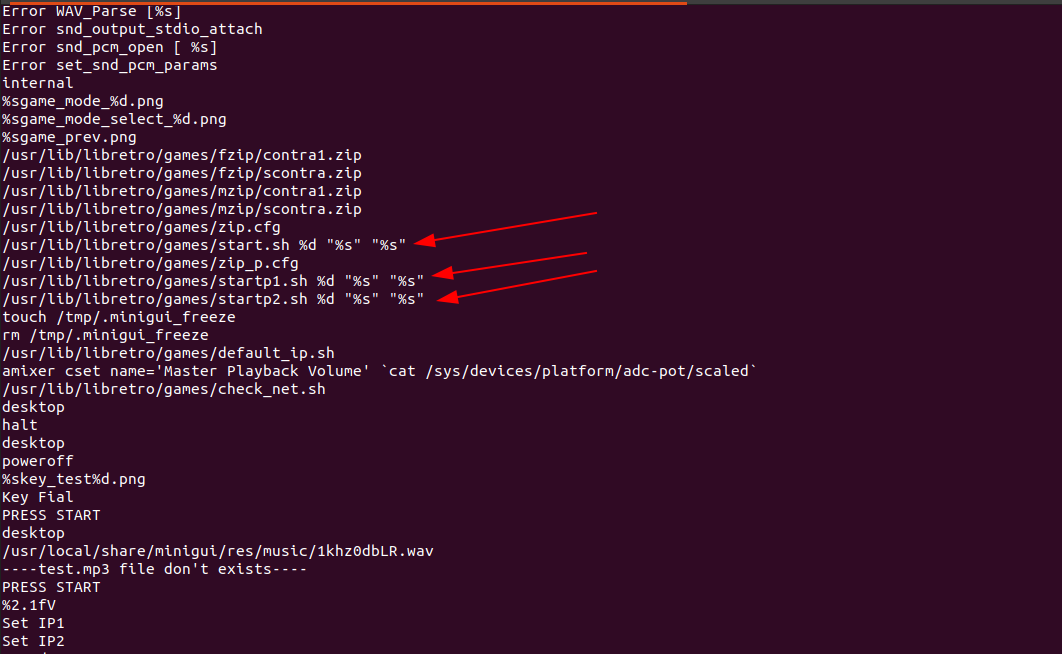 Error WAV_Parse [%s]
Error snd_output_stdio_attach
Error snd_pcm_open [ %s]
Error set_snd_pcm_params
internal
%sgame_mode_%d.png
%sgame_mode_select_%d.png
%sgame_prev.png
/usr/lib/libretro/games/fzip/contra1.zip
/usr/lib/libretro/games/fzip/scontra.zip
/usr/lib/libretro/games/mzip/contra1.zip
/usr/lib/libretro/games/mzip/scontra.zip
/usr/lib/libretro/games/zip.cfg
/usr/lib/libretro/games/start.sh %d "%s" "%s"
/usr/lib/libretro/games/zip_p.cfg
/usr/lib/libretro/games/startp1.sh %d "%s" "%s"
/usr/lib/libretro/games/startp2.sh %d "%s" "%s"
touch /tmp/.minigui_freeze
rm /tmp/.minigui_freeze
/usr/lib/libretro/games/default_ip.sh
amixer cset name='Master Playback Volume' `cat /sys/devices/platform/adc-pot/scaled`
/usr/lib/libretro/games/check_net.sh
desktop
halt
desktop
poweroff
%skey_test%d.png
Key Fial
PRESS START
desktop
/usr/local/share/minigui/res/music/1khz0dbLR.wav
----test.mp3 file don't exists----
PRESS START
%2.1fV
Set IP1
Set IP2